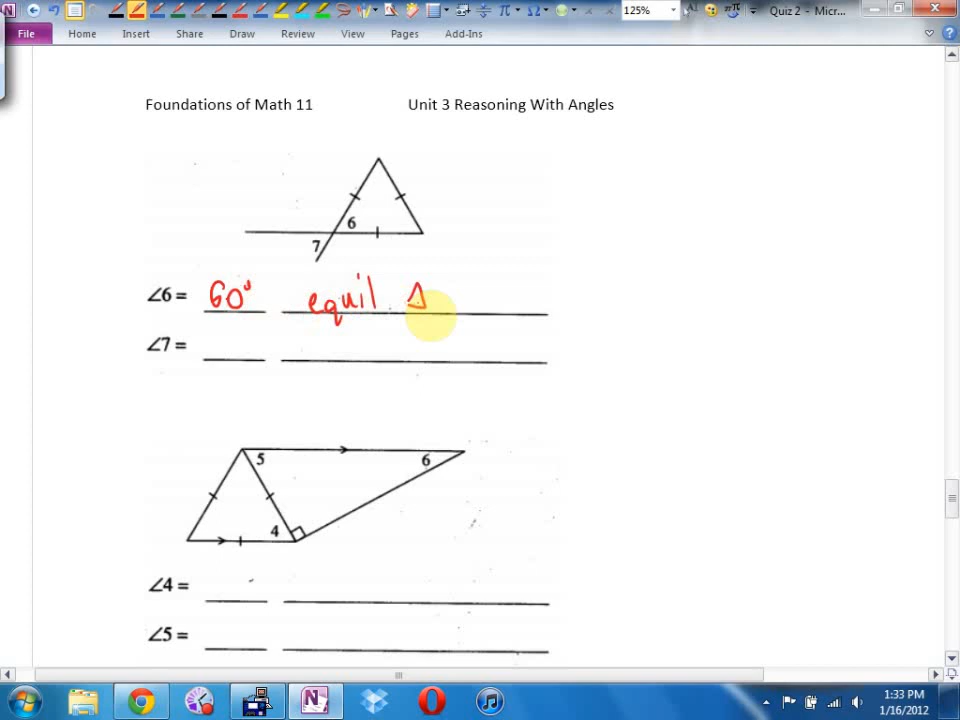 125% Quiz 2 - Micr...
File Home Insert Share Draw Review View Pages Add-Ins
Foundations of Math 11 Unit 3 Reasoning With Angles
6
7
∠6 = 60° equil Δ
∠7 =
5 6
4
∠4 =
∠5 =
1:33 PM
1/16/2012